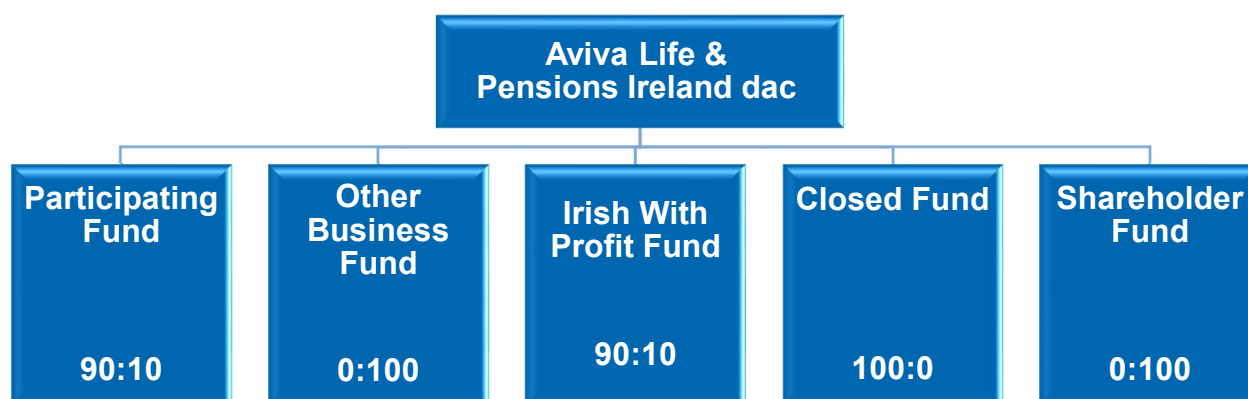 Aviva Life &
Pensions Ireland dac
Participating
Fund
90:10
Other
Business
Fund
0:100
Irish With
Profit Fund
90:10
Closed Fund
100:0
Shareholder
Fund
0:100